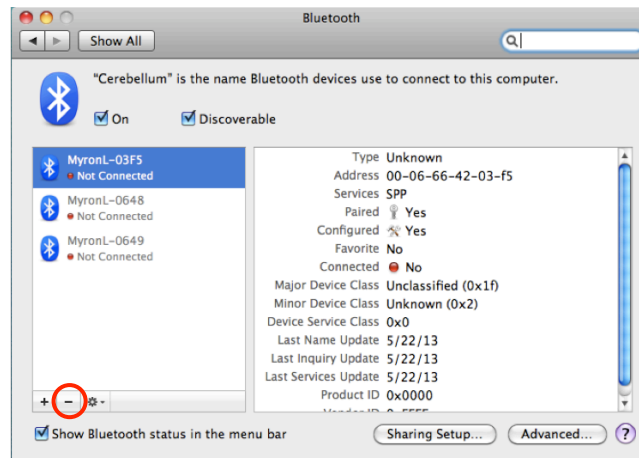 Bluetooth
Show All
“Cerebellum” is the name Bluetooth devices use to connect to this computer.
On Discoverable
MyronL-03F5
Not Connected
MyronL-0648
Not Connected
MyronL-0649
Not Connected
Type Unknown
Address 00-06-66-42-03-f5
Services SPP
Paired Yes
Configured Yes
Favorite No
Connected No
Major Device Class Unclassified (0x1f)
Minor Device Class Unknown (0x2)
Device Service Class 0x0
Last Name Update 5/22/13
Last Inquiry Update 5/22/13
Last Services Update 5/22/13
Product ID 0x0000
+ −
Show Bluetooth status in the menu bar
Sharing Setup... Advanced... ?